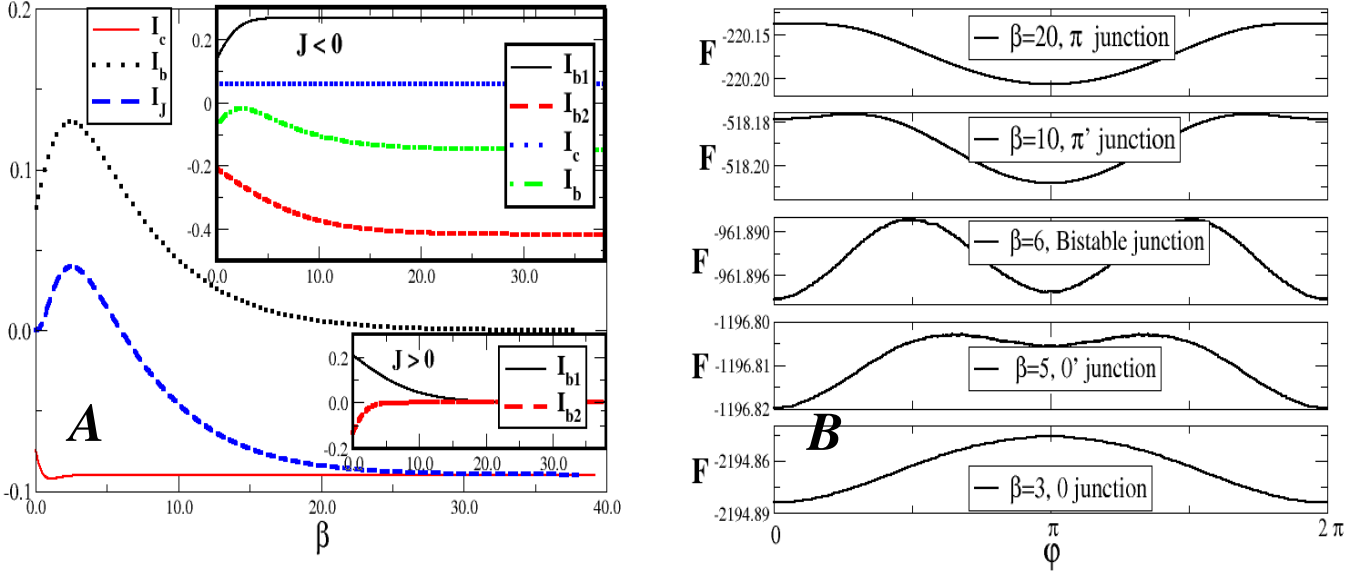 0.2
0.1
0.0
-0.1
I_c
I_b
I_J
0.2
0
-0.2
-0.4
J < 0
I_b1
I_b2
I_c
I_b
0.0
10.0
20.0
30.0
0.2
0.0
-0.2
J > 0
I_b1
I_b2
0.0
10.0
20.0
30.0
A
0.0
10.0
20.0
30.0
40.0
β
F
-220.15
-220.20
β=20, π junction
F
-518.18
-518.20
β=10, π’ junction
F
-961.890
-961.896
β=6, Bistable junction
F
-1196.80
-1196.81
-1196.82
β=5, 0’ junction
B
F
-2194.86
-2194.89
β=3, 0 junction
0
π
2 π
φ